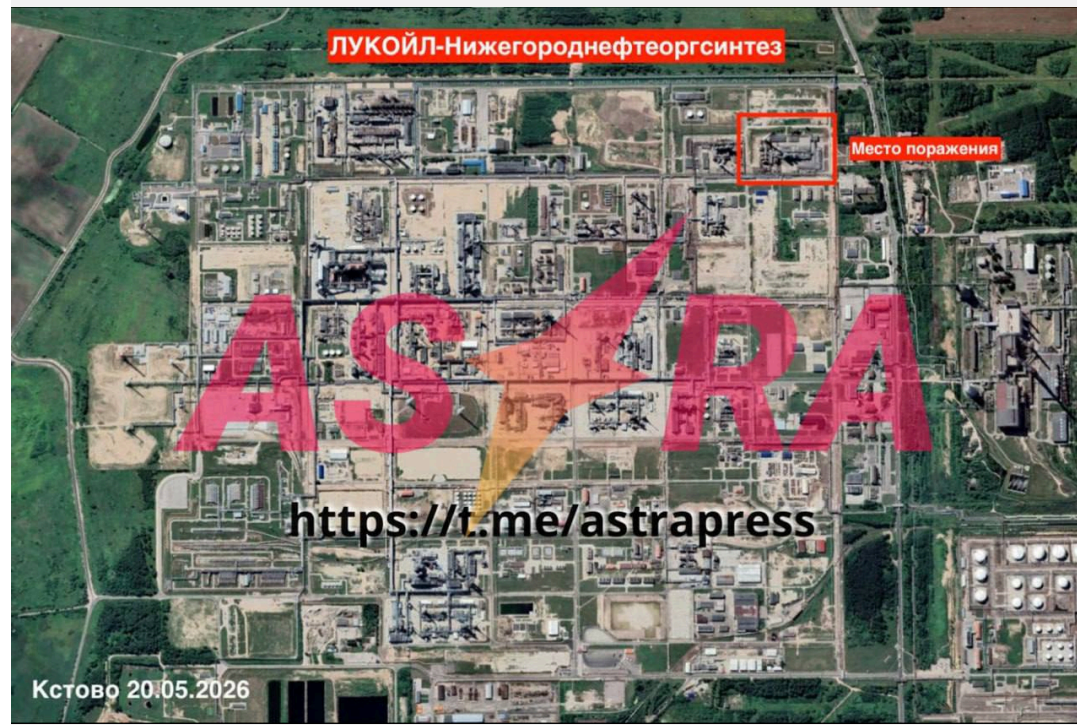 ЛУКОЙЛ-Нижегороднефтеоргсинтез
Место поражения
ASTRA
https://t.me/astrapress
Кстово 20.05.2026